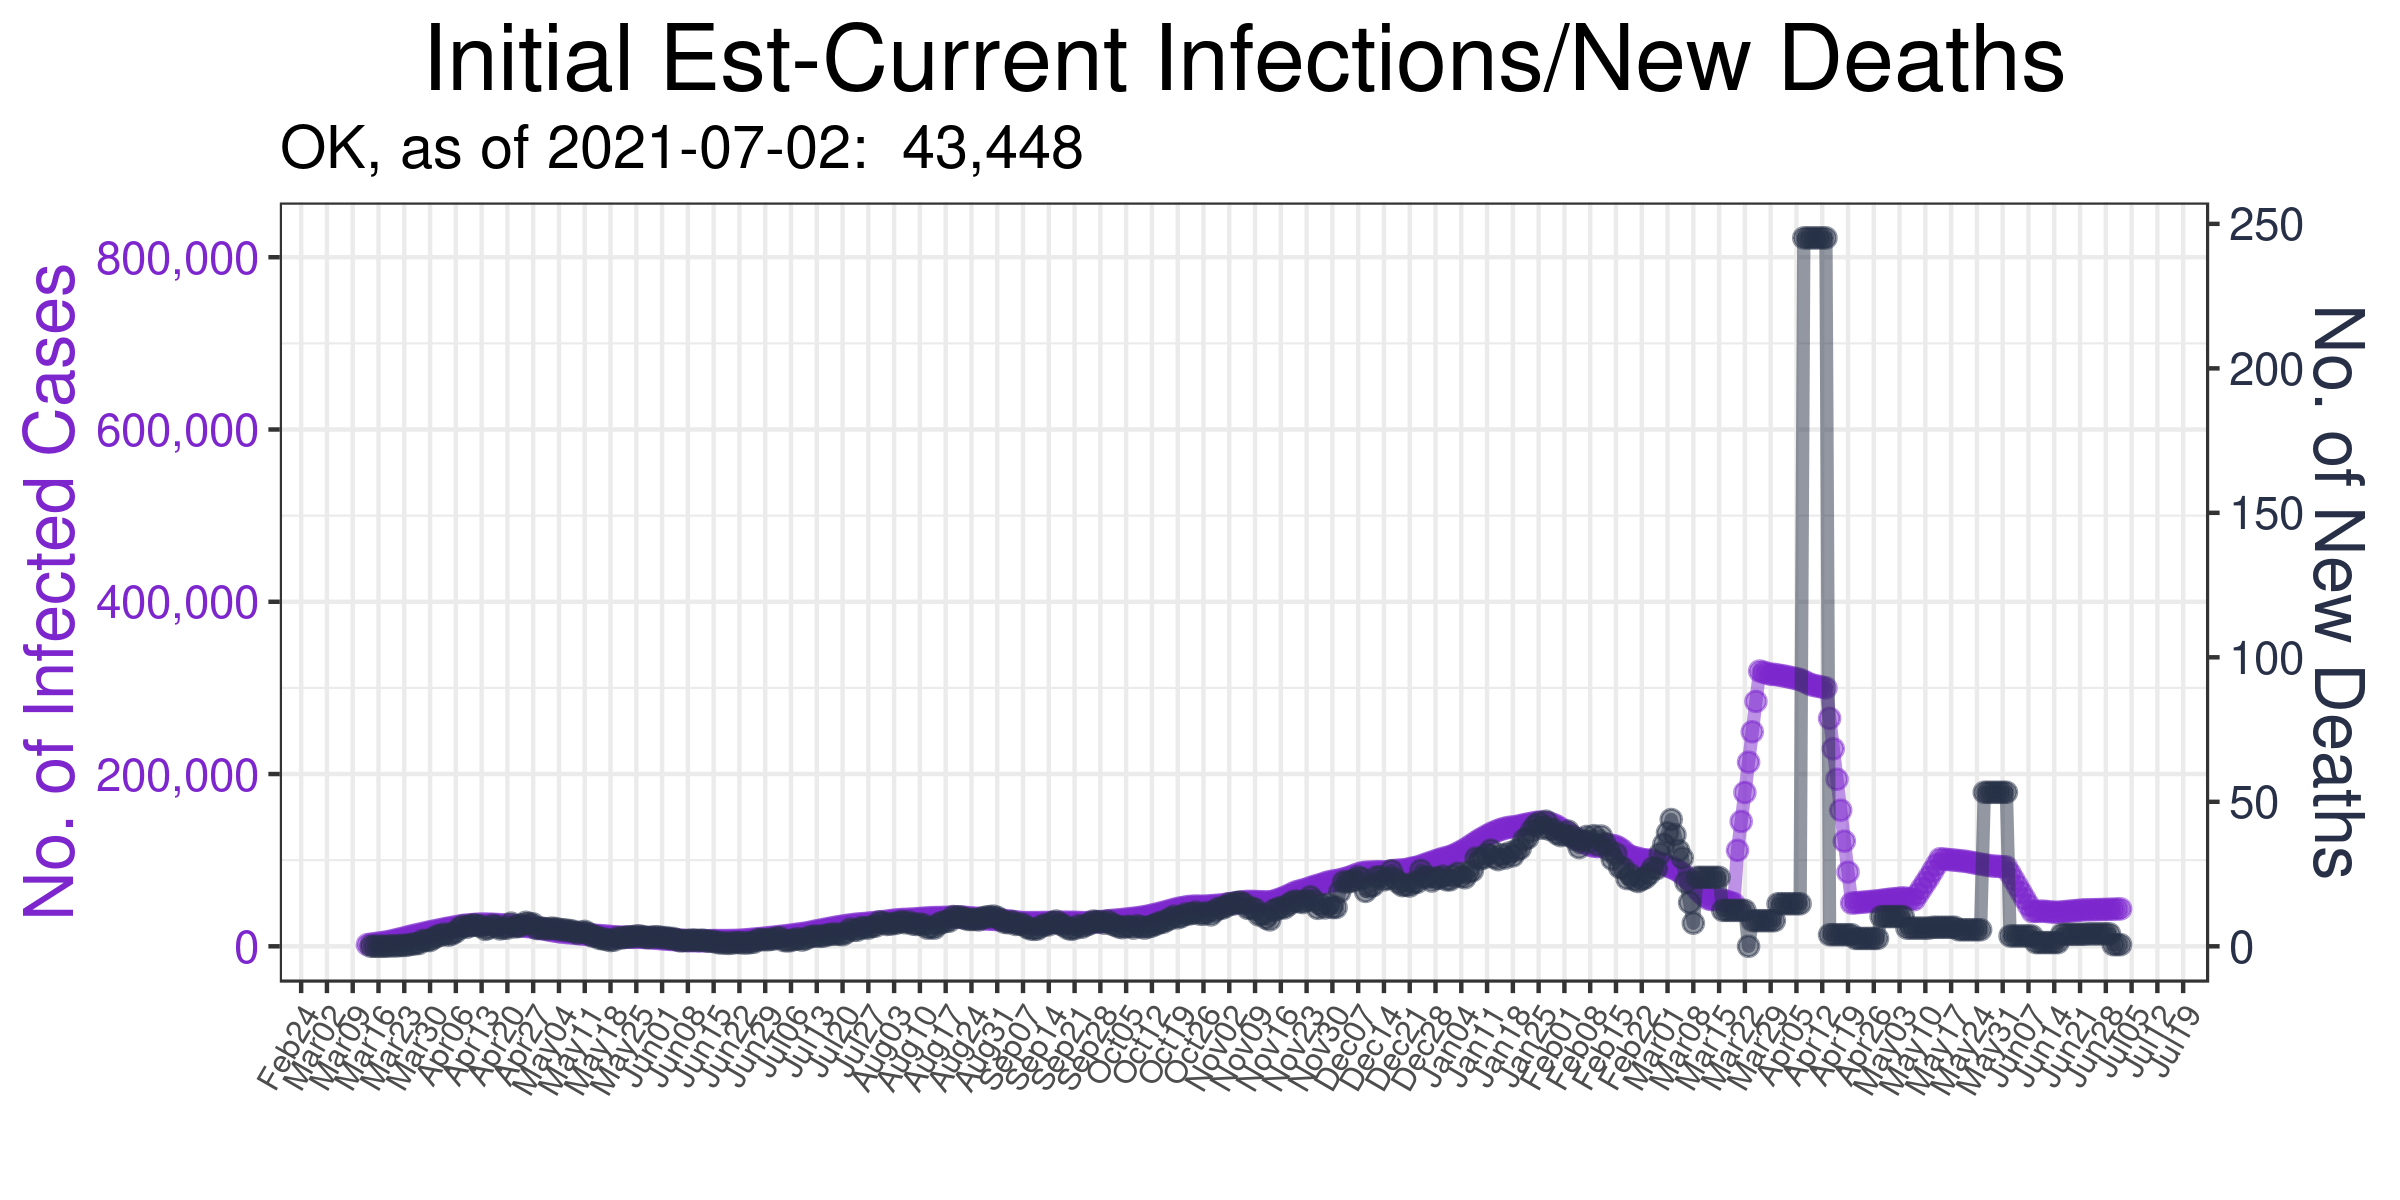 Initial Est-Current Infections/New Deaths
OK, as of 2021-07-02:  43,448
No. of Infected Cases
800,000
600,000
400,000
200,000
0
250
200
150
100
50
0
No. of New Deaths
Feb24
Mar02
Mar09
Mar16
Mar23
Mar30
Apr06
Apr13
Apr20
Apr27
May04
May11
May18
May25
Jun01
Jun08
Jun15
Jun22
Jun29
Jul06
Jul13
Jul20
Jul27
Aug03
Aug10
Aug17
Aug24
Aug31
Sep07
Sep14
Sep21
Sep28
Oct05
Oct12
Oct19
Oct26
Nov02
Nov09
Nov16
Nov23
Nov30
Dec07
Dec14
Dec21
Dec28
Jan04
Jan11
Jan18
Jan25
Feb01
Feb08
Feb15
Feb22
Mar01
Mar08
Mar15
Mar22
Mar29
Apr05
Apr12
Apr19
Apr26
May03
May10
May17
May24
May31
Jun07
Jun14
Jun21
Jun28
Jul05
Jul12
Jul19